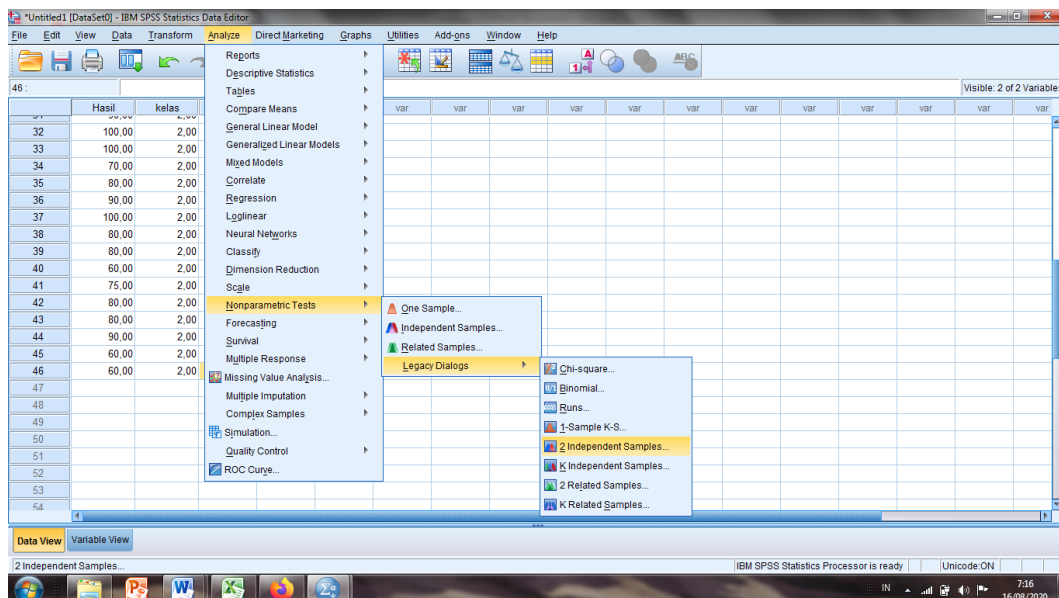 *Untitled1 [DataSet0] - IBM SPSS Statistics Data Editor
File Edit View Data Transform Analyze Direct Marketing Graphs Utilities Add-ons Window Help
46 :
Visible: 2 of 2 Variables
Hasil kelas var var var var var var var var var var var var
32 100,00 2,00
33 100,00 2,00
34 70,00 2,00
35 80,00 2,00
36 90,00 2,00
37 100,00 2,00
38 80,00 2,00
39 80,00 2,00
40 60,00 2,00
41 75,00 2,00
42 80,00 2,00
43 80,00 2,00
44 90,00 2,00
45 60,00 2,00
46 60,00 2,00
47
48
49
50
51
52
53
54
Reports
Descriptive Statistics
Tables
Compare Means
General Linear Model
Generalized Linear Models
Mixed Models
Correlate
Regression
Loglinear
Neural Networks
Classify
Dimension Reduction
Scale
Nonparametric Tests
Forecasting
Survival
Multiple Response
Missing Value Analysis...
Multiple Imputation
Complex Samples
Simulation...
Quality Control
ROC Curve...
One Sample...
Independent Samples...
Related Samples...
Legacy Dialogs
Chi-square...
Binomial...
Runs...
1-Sample K-S...
2 Independent Samples...
K Independent Samples...
2 Related Samples...
K Related Samples...
Data View Variable View
2 Independent Samples...
IBM SPSS Statistics Processor is ready
Unicode:ON
IN
7:16
16/08/2020